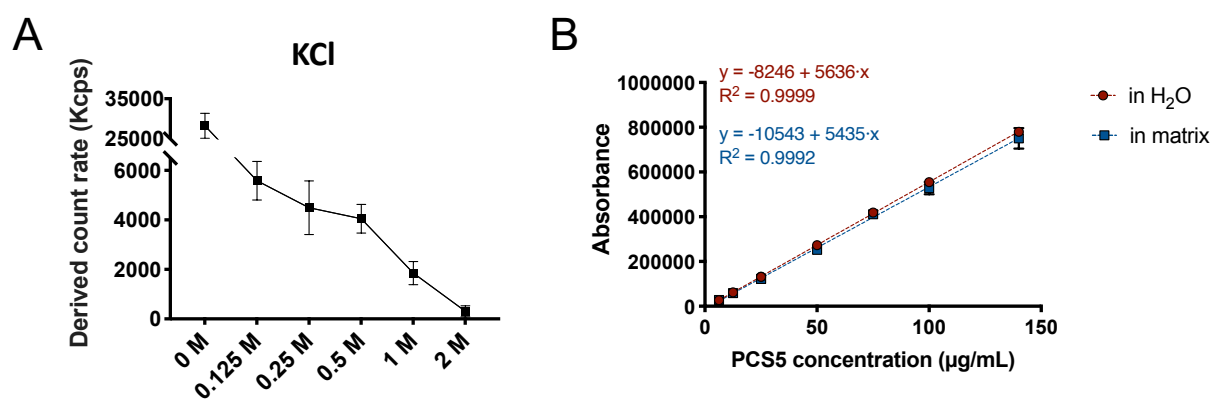 A
KCl
Derived count rate (Kcps)
35000
25000
6000
4000
2000
0
0 M
0.125 M
0.25 M
0.5 M
1 M
2 M
B
y = -8246 + 5636·x
R² = 0.9999
y = -10543 + 5435·x
R² = 0.9992
Absorbance
1000000
800000
600000
400000
200000
0
0
50
100
150
PCS5 concentration (µg/mL)
in H₂O
in matrix